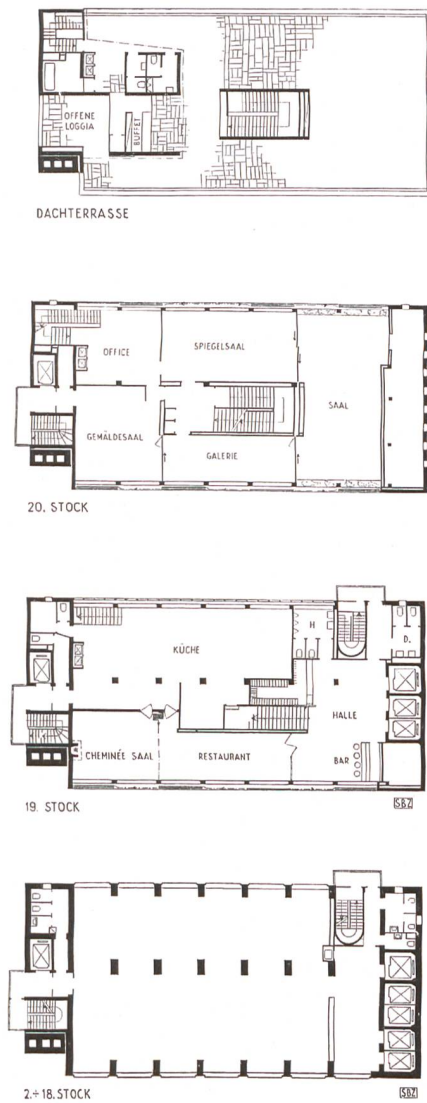 OFFENE
LOGGIA
BUFFET
DACHTERRASSE
OFFICE
SPIEGELSAAL
SAAL
GEMÄLDESAAL
GALERIE
20. STOCK
H
D.
KÜCHE
HALLE
CHEMINÉE SAAL
RESTAURANT
BAR
19. STOCK
SBZ
2.÷18. STOCK
SBZ